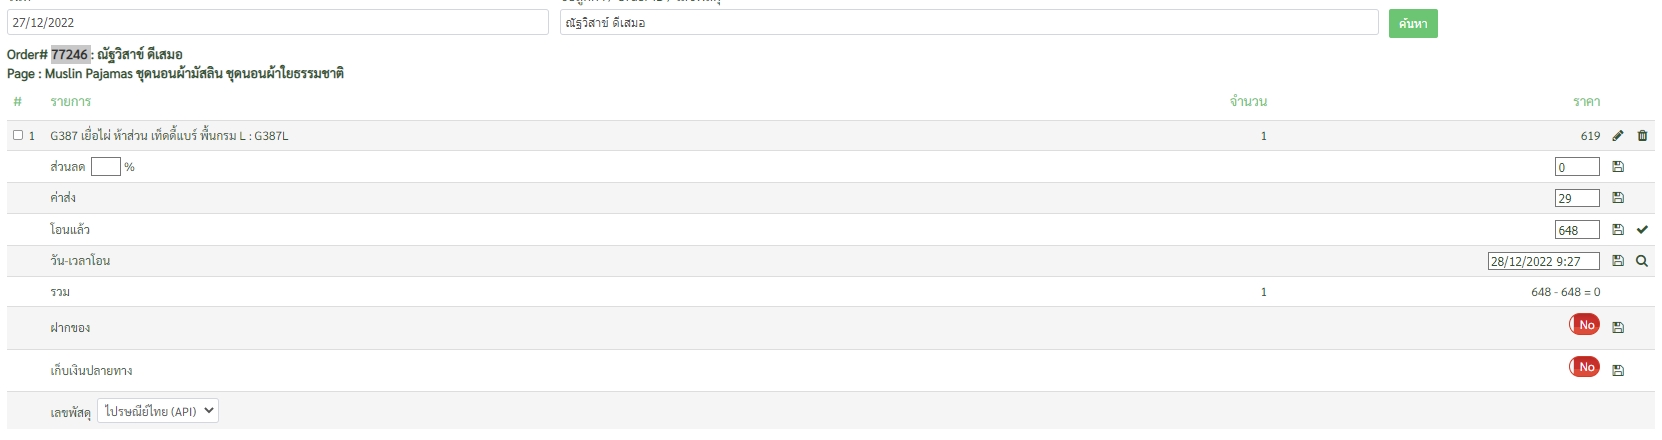 27/12/2022
ณัฐวิสาข์ ดีเสมอ
ค้นหา
Order# 77246 : ณัฐวิสาข์ ดีเสมอ
Page : Muslin Pajamas ชุดนอนผ้ามัสลิน ชุดนอนผ้าใยธรรมชาติ
# รายการ จำนวน ราคา
1 G387 เยื่อไผ่ ห้าส่วน เท็ดดี้แบร์ พื้นกรม L : G387L 1 619
ส่วนลด % 0
ค่าส่ง 29
โอนแล้ว 648
วัน-เวลาโอน 28/12/2022 9:27
รวม 1 648 - 648 = 0
ฝากของ No
เก็บเงินปลายทาง No
เลขพัสดุ ไปรษณีย์ไทย (API)